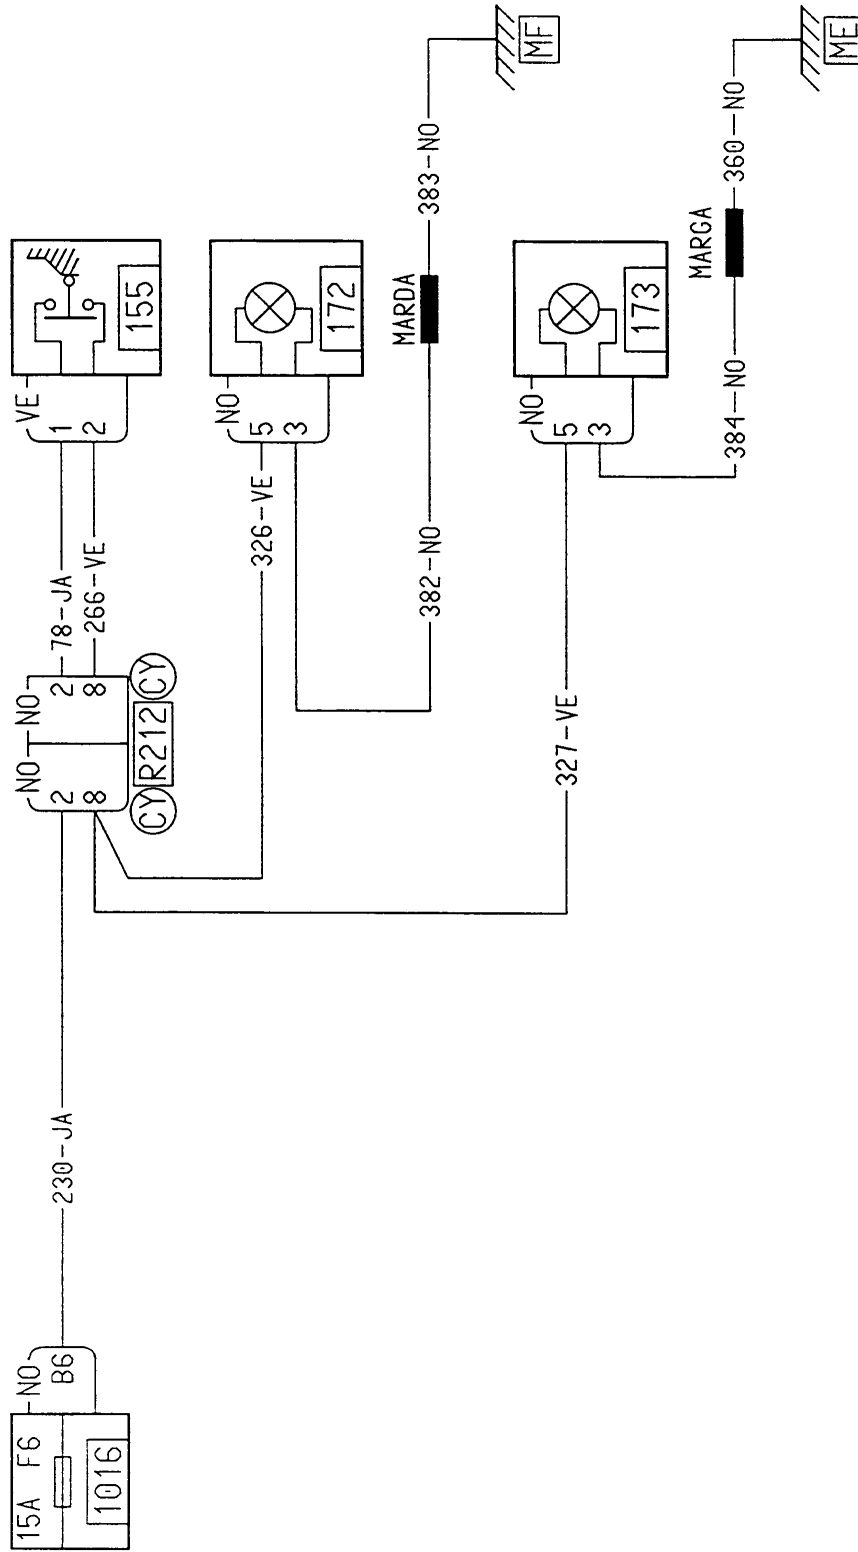 15A F6
1016
NO
B6
230-JA
NO
NO
2
8
2
8
CY
R212
CY
78-JA
266-VE
VE
1
2
155
326-VE
NO
5
3
172
382-NO
MARDA
383-NO
MF
327-VE
NO
5
3
173
384-NO
MARGA
360-NO
ME